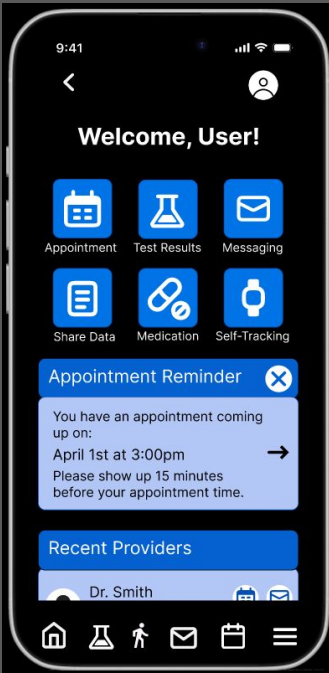 9:41
Welcome, User!
Appointment Test Results Messaging
Share Data Medication Self-Tracking
Appointment Reminder
You have an appointment coming
up on:
April 1st at 3:00pm
Please show up 15 minutes
before your appointment time.
Recent Providers
Dr. Smith